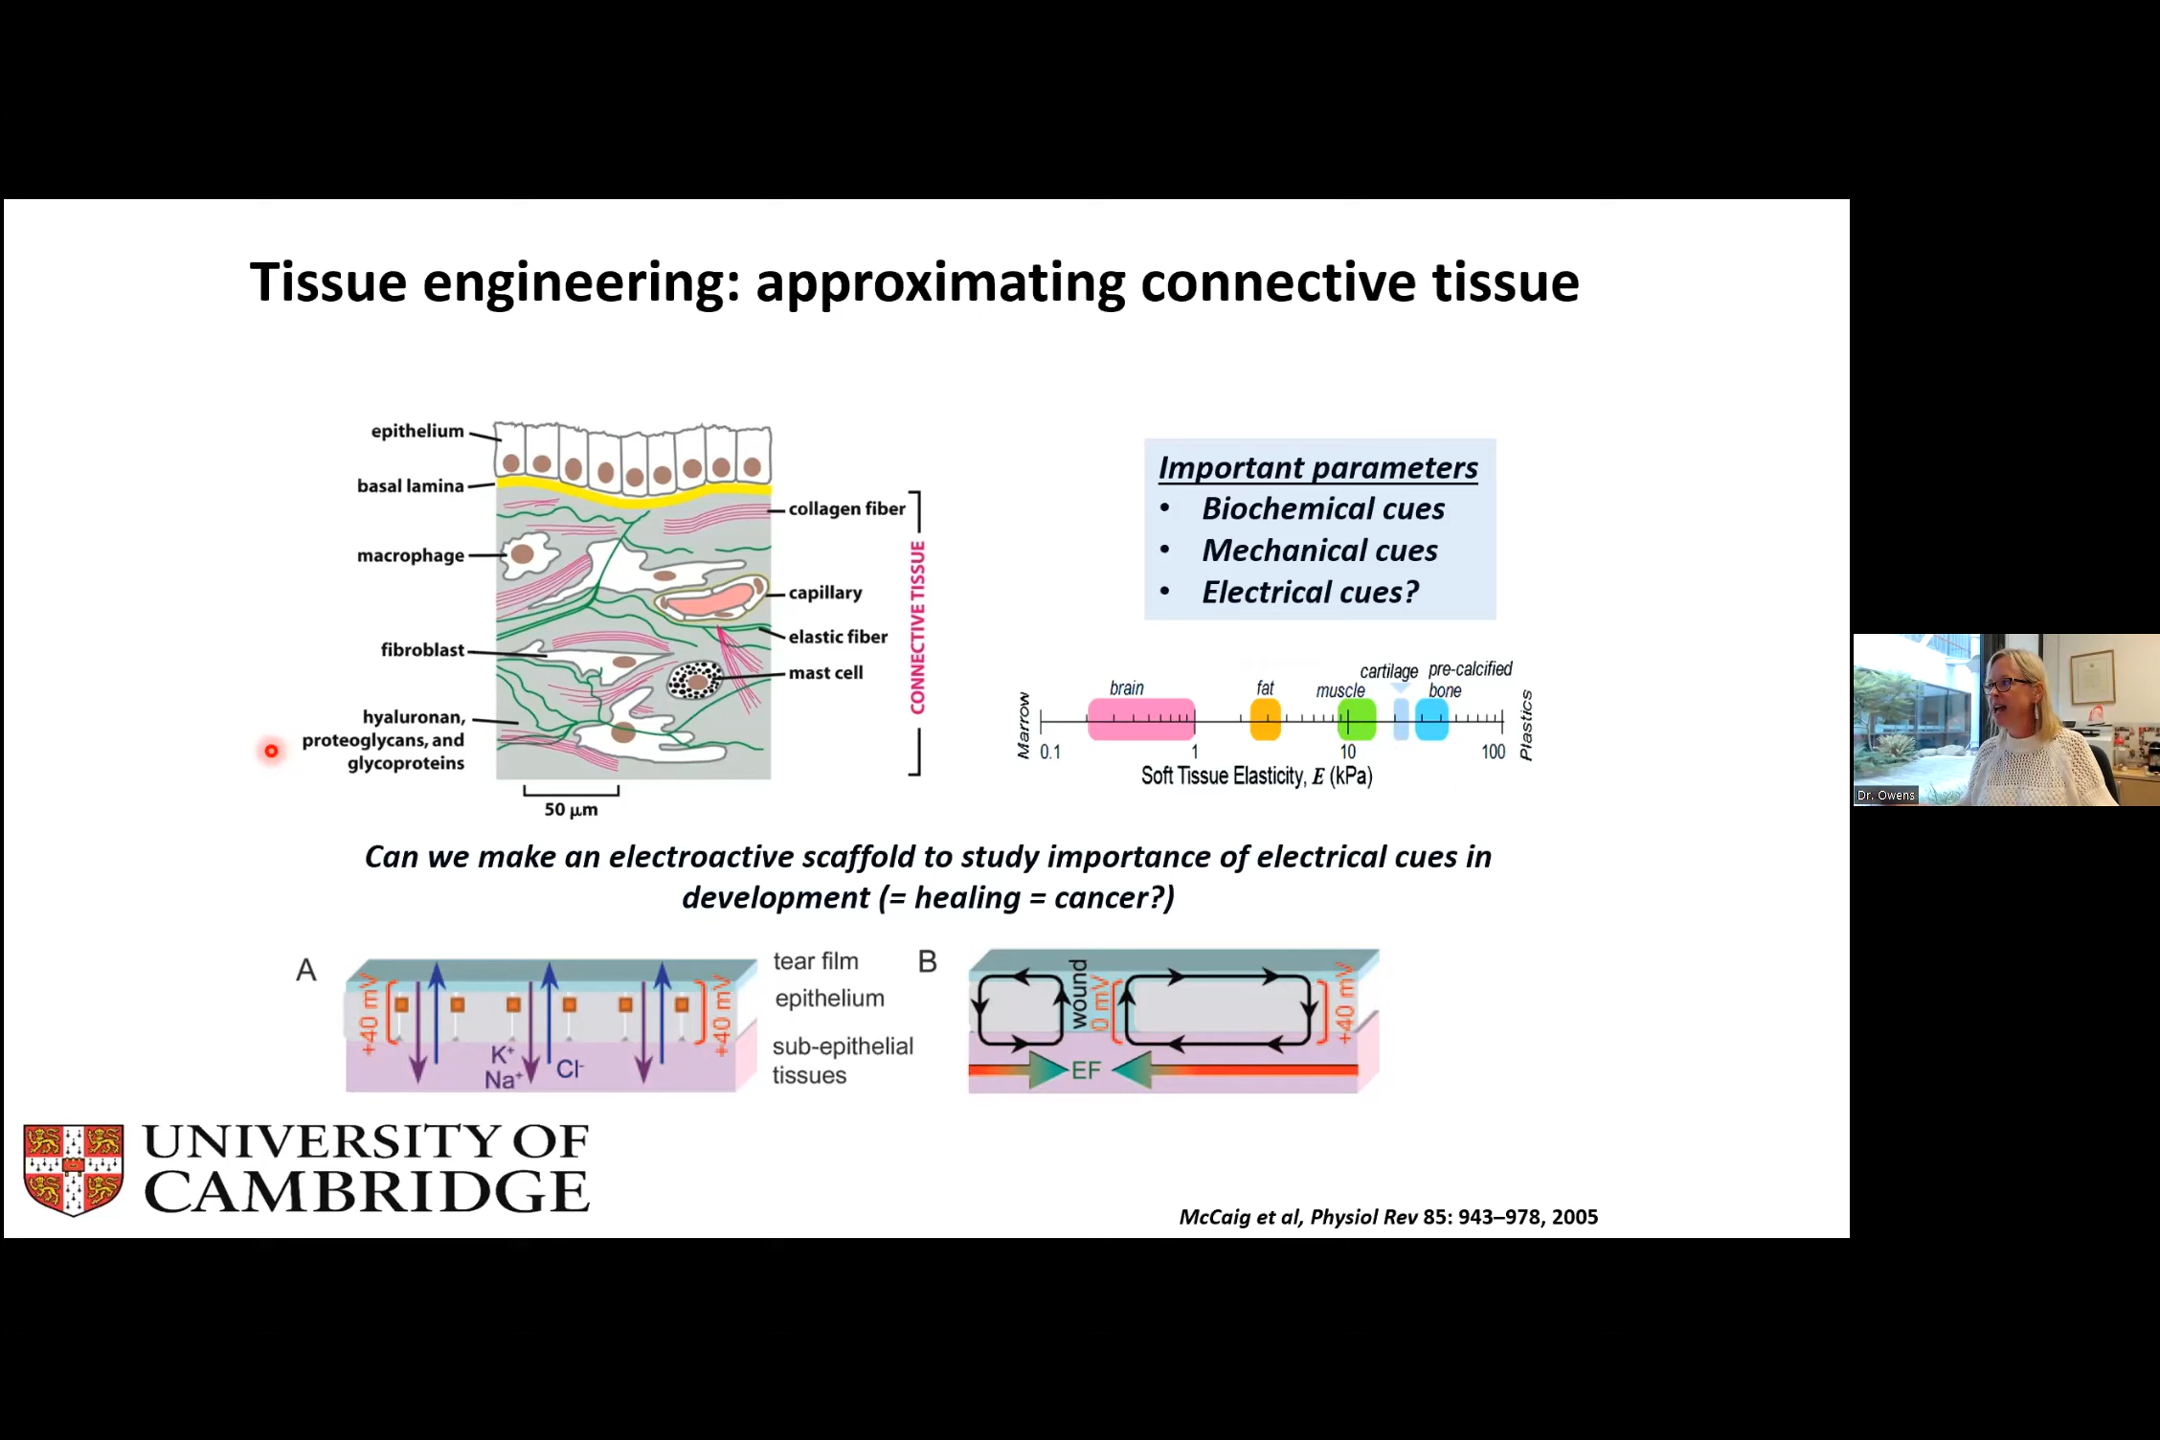 Tissue engineering: approximating connective tissue
epithelium
basal lamina
macrophage
fibroblast
hyaluronan,
proteoglycans, and
glycoproteins
collagen fiber
capillary
elastic fiber
mast cell
CONNECTIVE TISSUE
50 µm
Important parameters
• Biochemical cues
• Mechanical cues
• Electrical cues?
brain
fat
muscle
cartilage
pre-calcified
bone
Marrow
0.1
1
10
100
Plastics
Soft Tissue Elasticity, E (kPa)
Dr. Owens
Can we make an electroactive scaffold to study importance of electrical cues in
development (= healing = cancer?)
A
+40 mV
K+
Na+
Cl-
+40 mV
tear film
epithelium
sub-epithelial
tissues
B
wound
0 mV
+40 mV
EF
UNIVERSITY OF
CAMBRIDGE
McCaig et al, Physiol Rev 85: 943–978, 2005